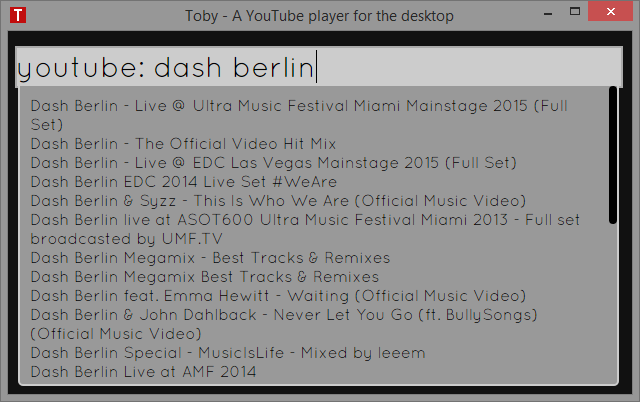 T Toby - A YouTube player for the desktop
youtube: dash berlin
Dash Berlin - Live @ Ultra Music Festival Miami Mainstage 2015 (Full
Set)
Dash Berlin - The Official Video Hit Mix
Dash Berlin - Live @ EDC Las Vegas Mainstage 2015 (Full Set)
Dash Berlin EDC 2014 Live Set #WeAre
Dash Berlin & Syzz - This Is Who We Are (Official Music Video)
Dash Berlin live at ASOT600 Ultra Music Festival Miami 2013 - Full set
broadcasted by UMF.TV
Dash Berlin Megamix - Best Tracks & Remixes
Dash Berlin Megamix Best Tracks & Remixes
Dash Berlin feat. Emma Hewitt - Waiting (Official Music Video)
Dash Berlin & John Dahlback - Never Let You Go (ft. BullySongs)
(Official Music Video)
Dash Berlin Special - MusicIsLife - Mixed by leeem
Dash Berlin Live at AMF 2014